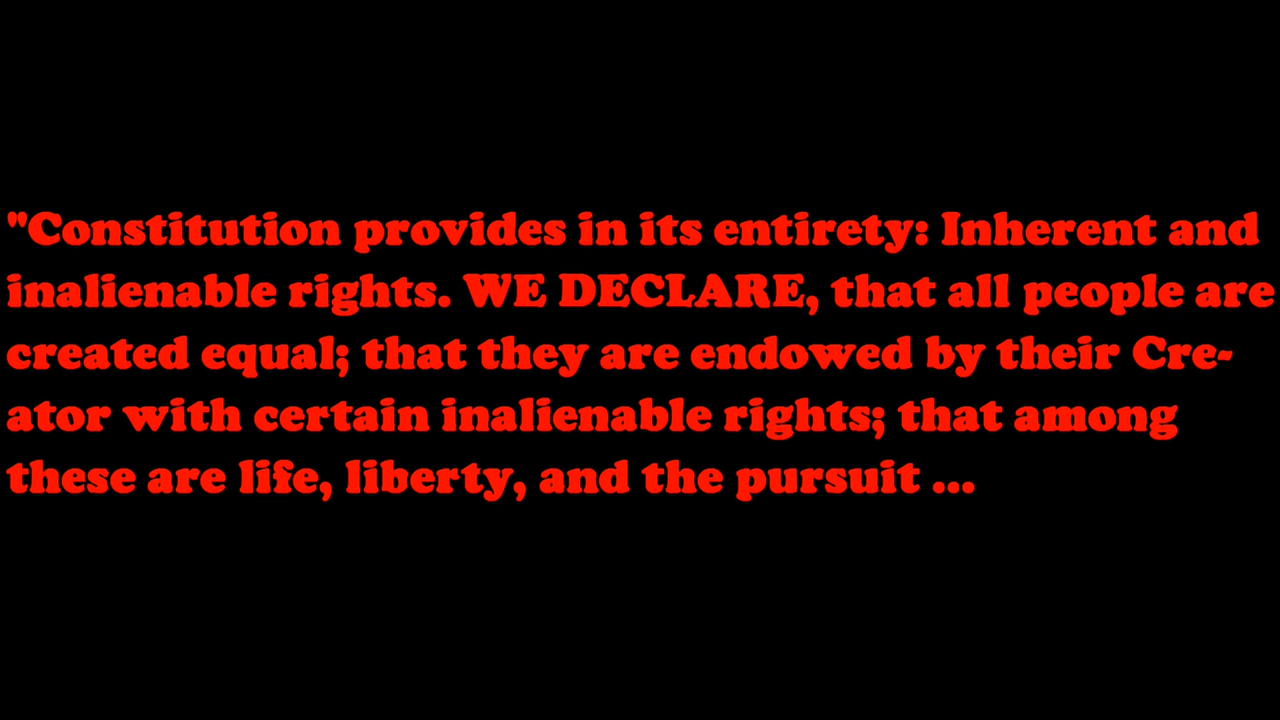 "Constitution provides in its entirety: Inherent and
inalienable rights. WE DECLARE, that all people are
created equal; that they are endowed by their Cre-
ator with certain inalienable rights; that among
these are life, liberty, and the pursuit ...